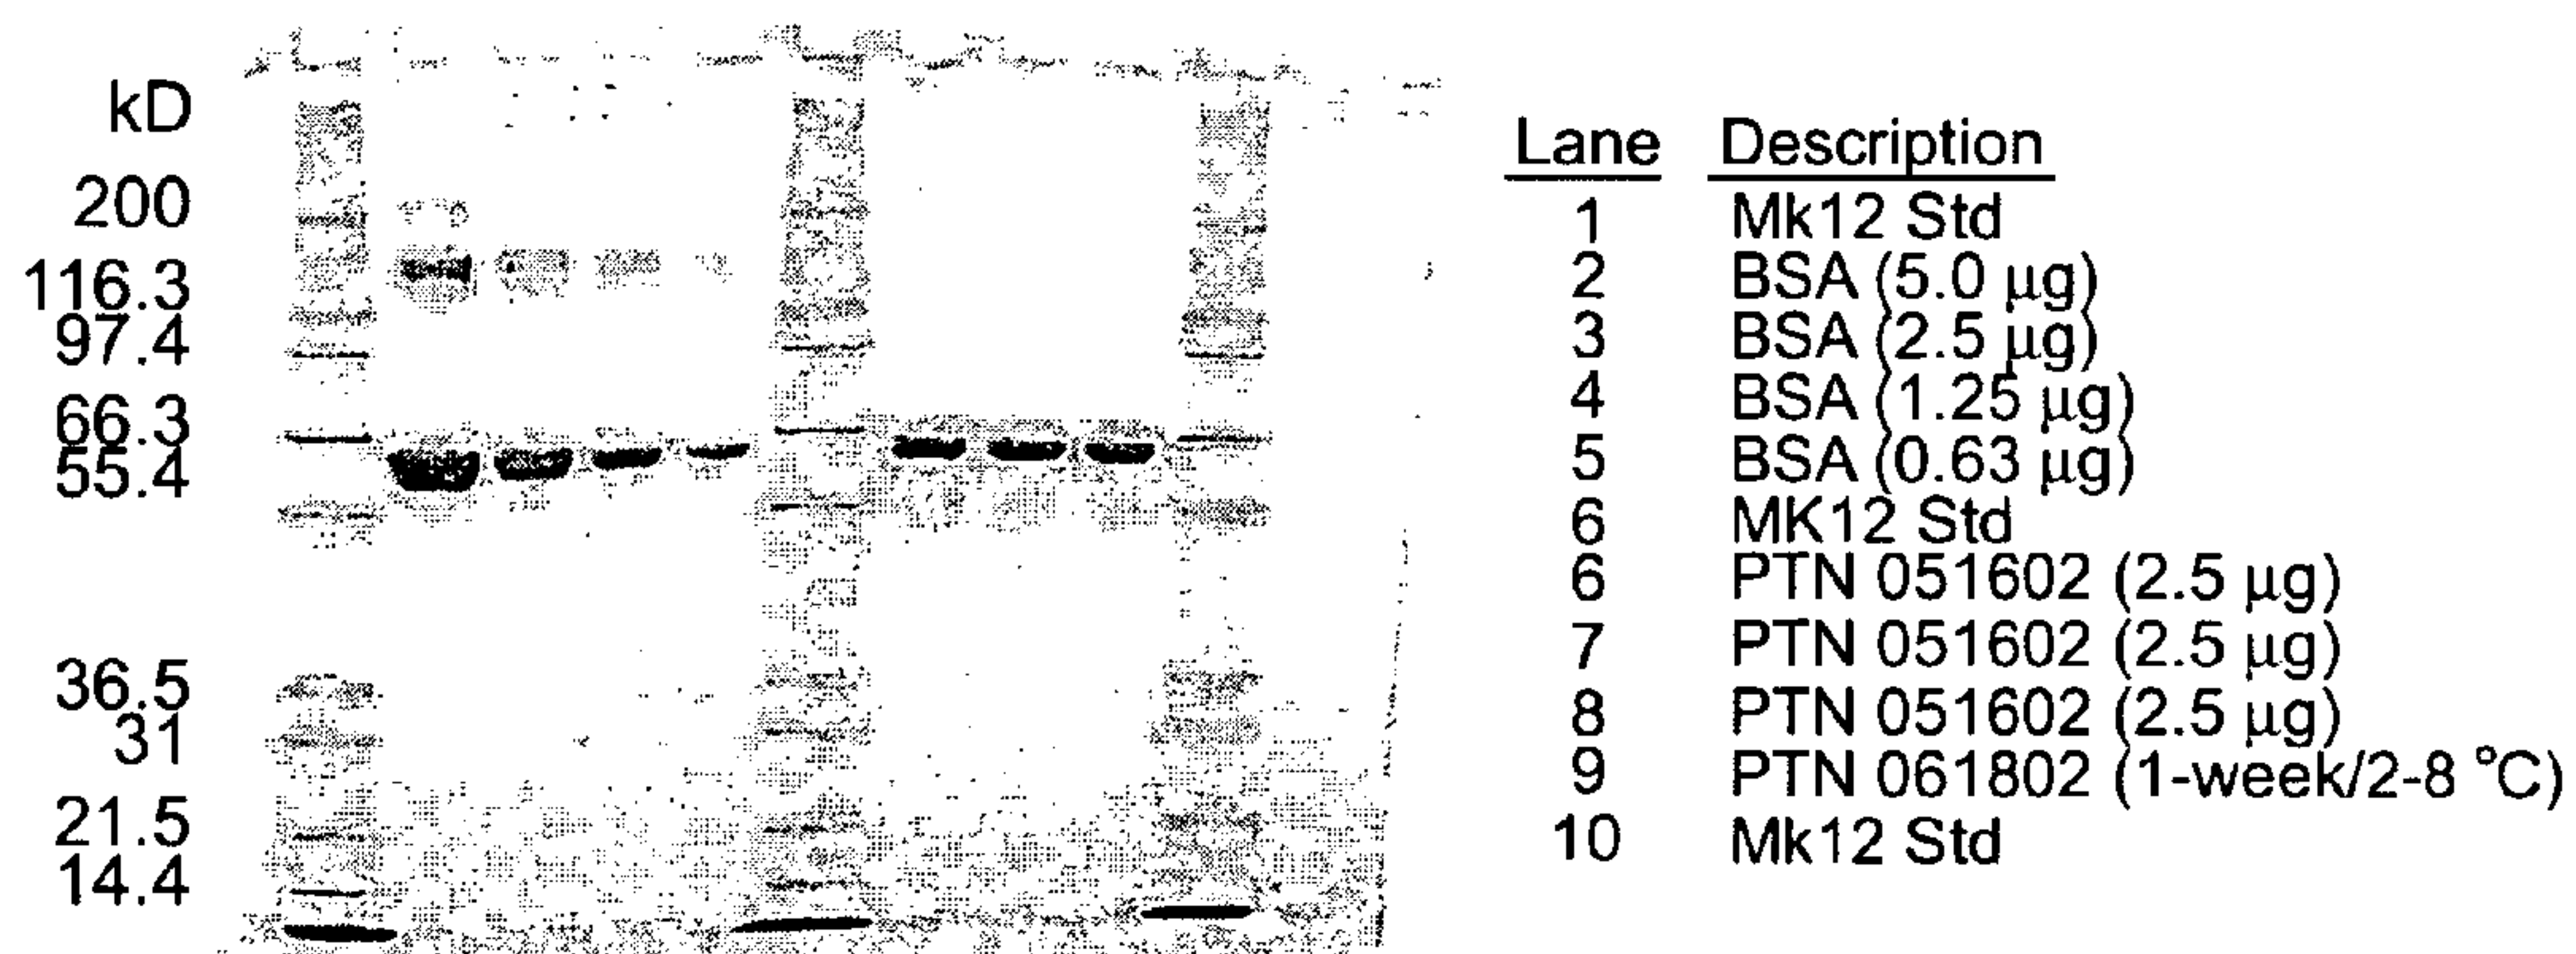 kD
200
116.3
97.4
66.3
55.4
36.5
31
21.5
14.4
Lane Description
1 Mk12 Std
2 BSA (5.0 µg)
3 BSA (2.5 µg)
4 BSA (1.25 µg)
5 BSA (0.63 µg)
6 MK12 Std
6 PTN 051602 (2.5 µg)
7 PTN 051602 (2.5 µg)
8 PTN 051602 (2.5 µg)
9 PTN 061802 (1-week/2-8 °C)
10 Mk12 Std